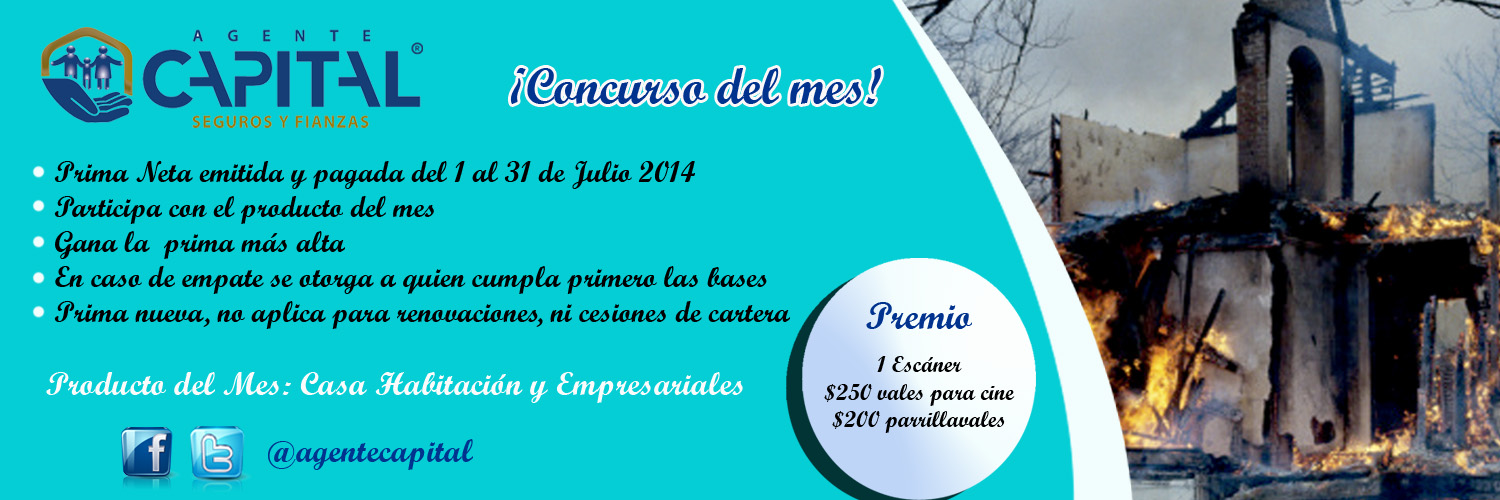 AGENTE
CAPITAL®
SEGUROS Y FIANZAS
¡Concurso del mes!
• Prima Neta emitida y pagada del 1 al 31 de Julio 2014
• Participa con el producto del mes
• Gana la prima más alta
• En caso de empate se otorga a quien cumpla primero las bases
• Prima nueva, no aplica para renovaciones, ni cesiones de cartera
Producto del Mes: Casa Habitación y Empresariales
@agentecapital
Premio
1 Escáner
$250 vales para cine
$200 parrillavales